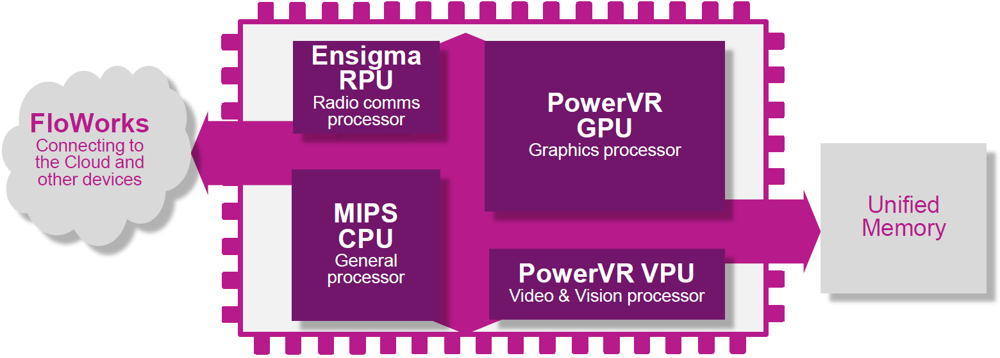 FloWorks
Connecting to
the Cloud and
other devices
Ensigma
RPU
Radio comms
processor
MIPS
CPU
General
processor
PowerVR
GPU
Graphics processor
PowerVR VPU
Video & Vision processor
Unified
Memory